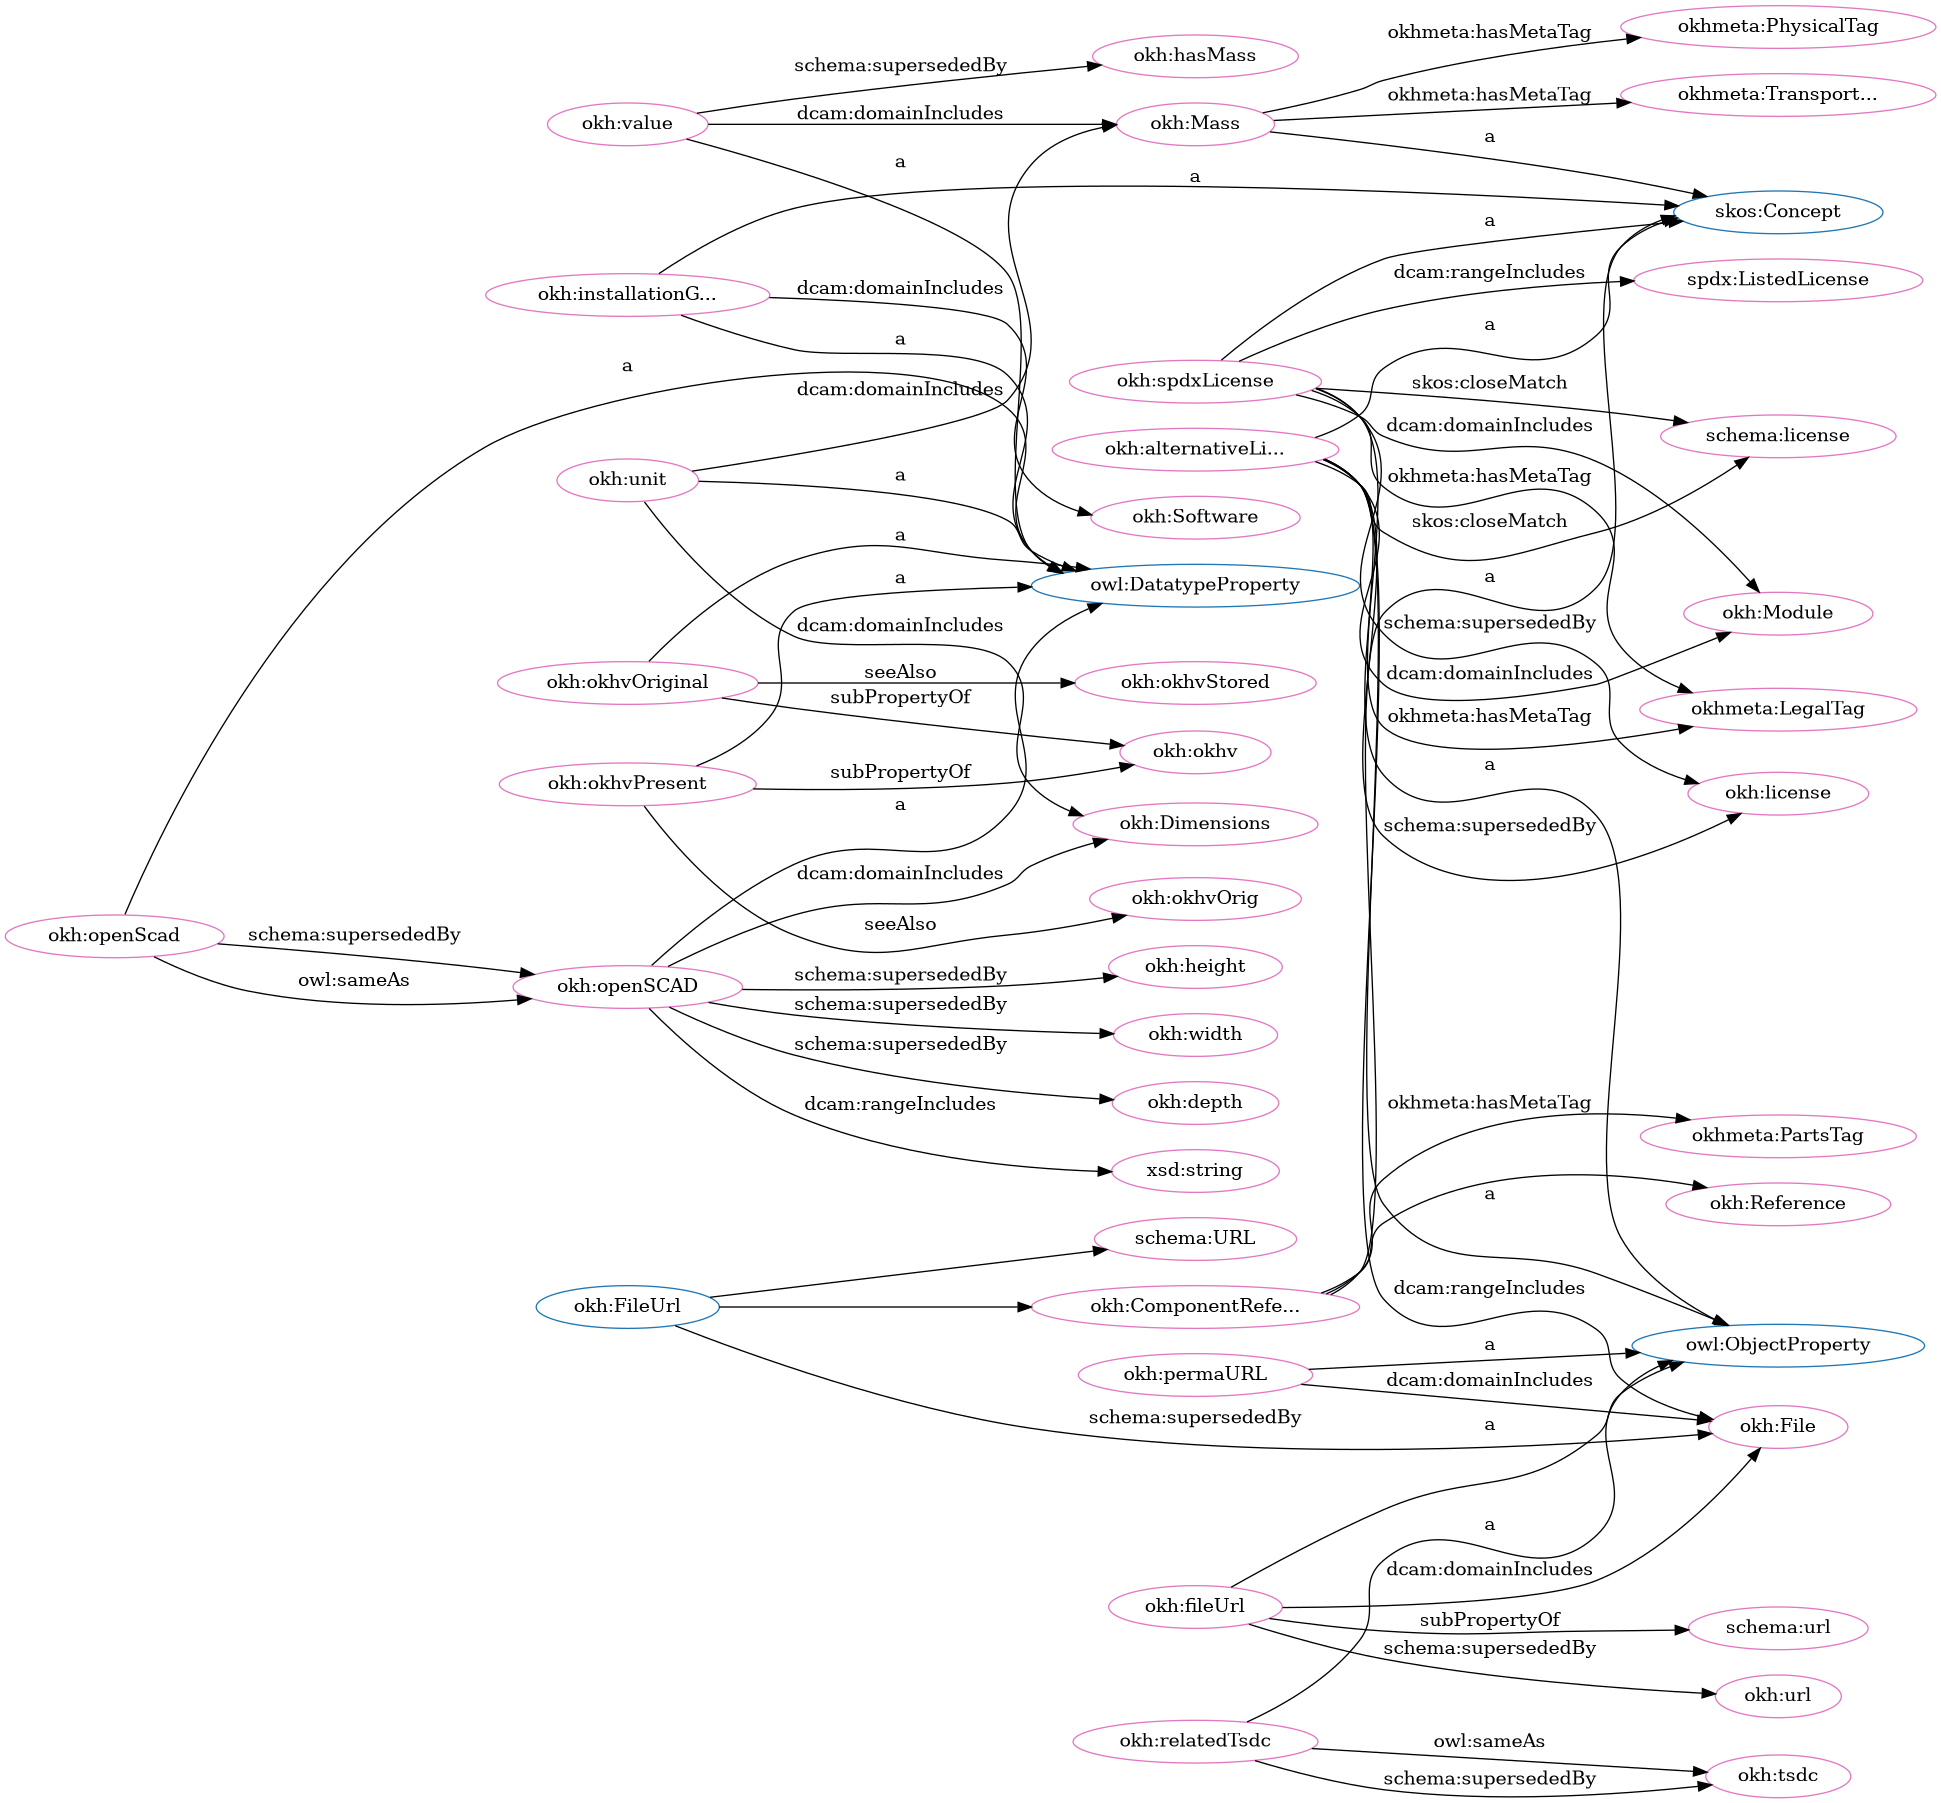 okhmeta:PhysicalTag
okhmeta:hasMetaTag
okh:hasMass
schema:supersededBy
okhmeta:Transport...
okhmeta:hasMetaTag
okh:value
dcam:domainIncludes
okh:Mass
a
a
a
skos:Concept
a
dcam:rangeIncludes
spdx:ListedLicense
okh:installationG...
dcam:domainIncludes
a
a
a
okh:spdxLicense
skos:closeMatch
dcam:domainIncludes
dcam:domainIncludes
schema:license
okh:alternativeLi...
okh:unit
a
okhmeta:hasMetaTag
okh:Software
skos:closeMatch
a
a
a
owl:DatatypeProperty
okh:Module
dcam:domainIncludes
schema:supersededBy
okh:okhvOriginal
seeAlso
okh:okhvStored
dcam:domainIncludes
subPropertyOf
okhmeta:LegalTag
okhmeta:hasMetaTag
okh:okhv
a
okh:okhvPresent
subPropertyOf
okh:license
a
okh:Dimensions
schema:supersededBy
dcam:domainIncludes
okh:okhvOrig
seeAlso
okh:openScad
schema:supersededBy
okh:height
schema:supersededBy
owl:sameAs
okh:openSCAD
schema:supersededBy
okh:width
schema:supersededBy
okh:depth
dcam:rangeIncludes
okhmeta:hasMetaTag
okhmeta:PartsTag
xsd:string
a
okh:Reference
schema:URL
dcam:rangeIncludes
okh:FileUrl
okh:ComponentRefe...
a
owl:ObjectProperty
okh:permaURL
dcam:domainIncludes
schema:supersededBy
a
okh:File
a
dcam:domainIncludes
okh:fileUrl
subPropertyOf
schema:url
schema:supersededBy
okh:url
okh:relatedTsdc
owl:sameAs
schema:supersededBy
okh:tsdc